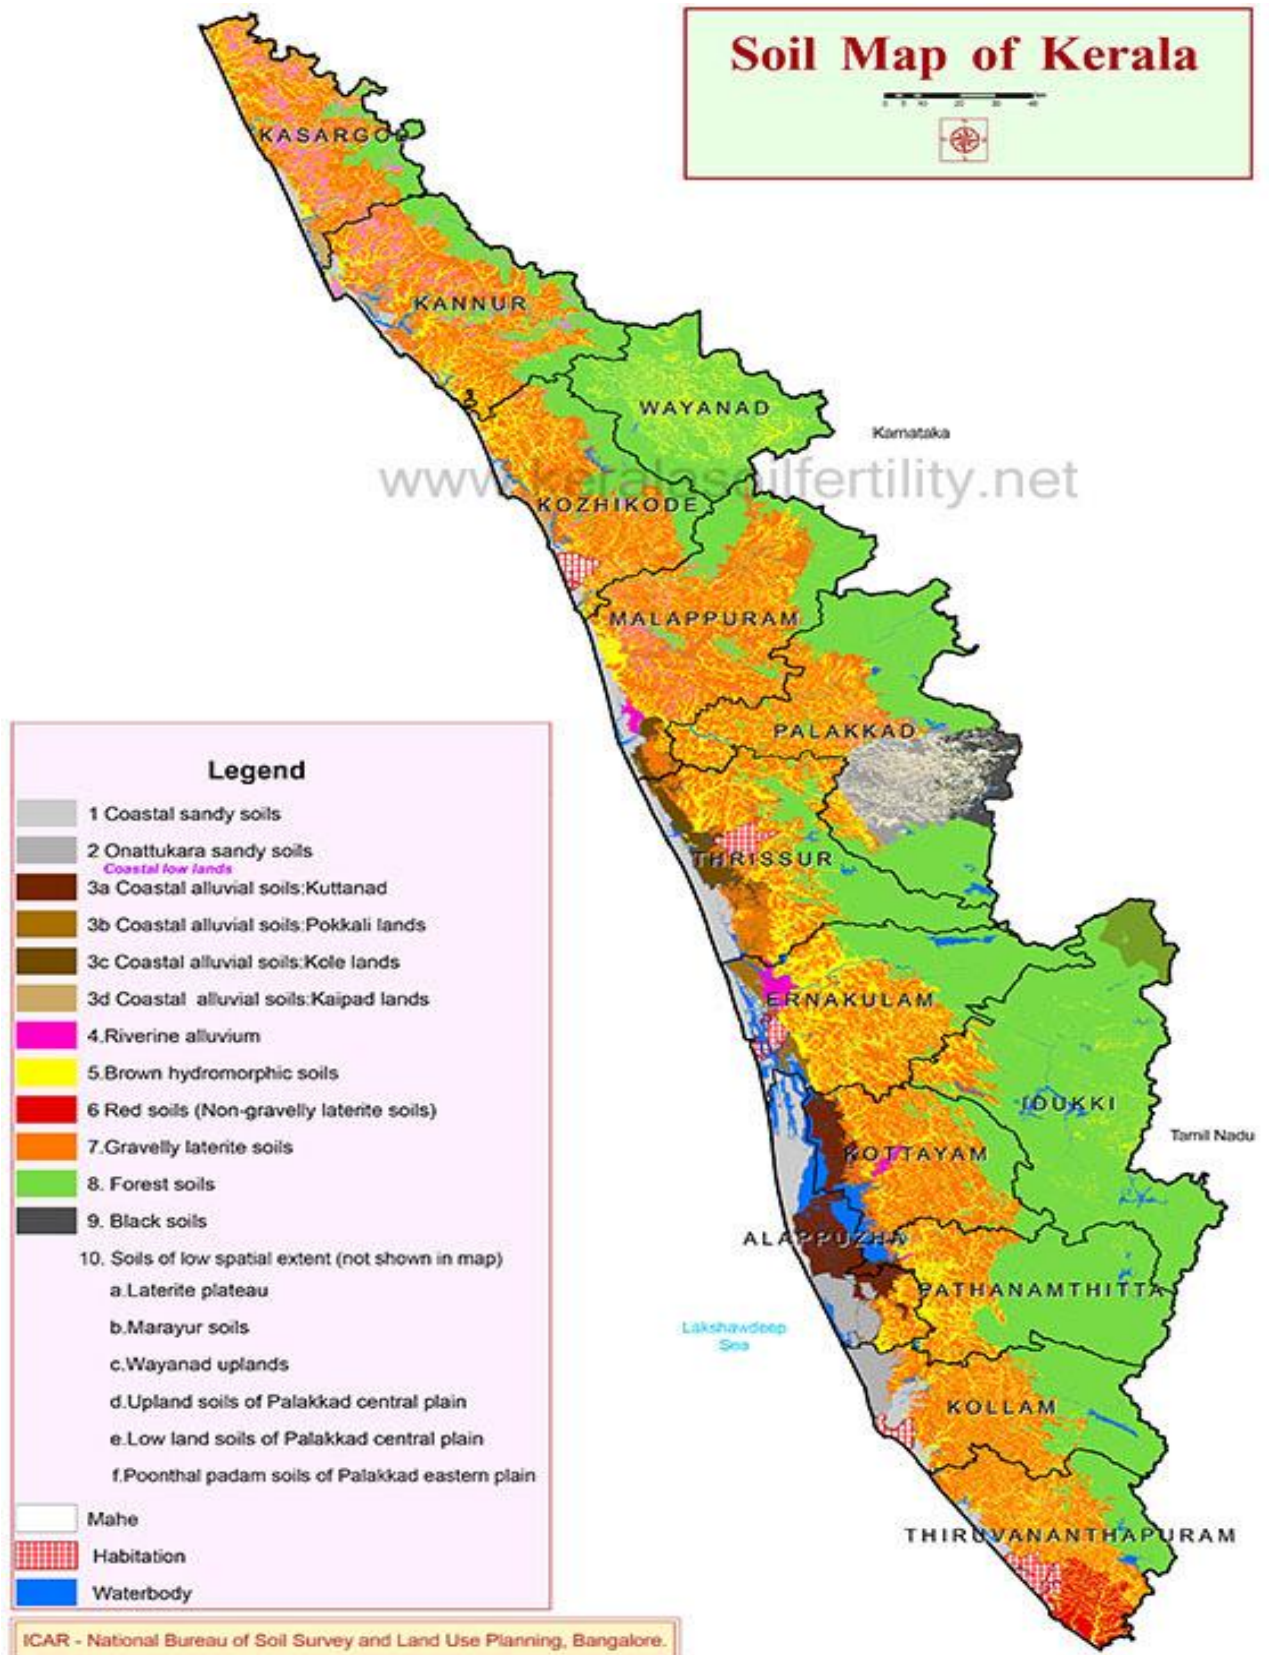 Soil Map of Kerala
0 5 10 20 30 40
KASARGOD
KANNUR
WAYANAD
Karnataka
www.keralasoilfertility.net
KOZHIKODE
MALAPPURAM
PALAKKAD
THRISSUR
ERNAKULAM
IDUKKI
Tamil Nadu
KOTTAYAM
ALAPPUZHA
PATHANAMTHITTA
Lakshawdeep
Sea
KOLLAM
THIRUVANANTHAPURAM
Legend
1 Coastal sandy soils
2 Onattukara sandy soils
Coastal low lands
3a Coastal alluvial soils:Kuttanad
3b Coastal alluvial soils:Pokkali lands
3c Coastal alluvial soils:Kole lands
3d Coastal alluvial soils:Kaipad lands
4.Riverine alluvium
5.Brown hydromorphic soils
6 Red soils (Non-gravelly laterite soils)
7.Gravelly laterite soils
8. Forest soils
9. Black soils
10. Soils of low spatial extent (not shown in map)
a.Laterite plateau
b.Marayur soils
c.Wayanad uplands
d.Upland soils of Palakkad central plain
e.Low land soils of Palakkad central plain
f.Poonthal padam soils of Palakkad eastern plain
Mahe
Habitation
Waterbody
ICAR - National Bureau of Soil Survey and Land Use Planning, Bangalore.